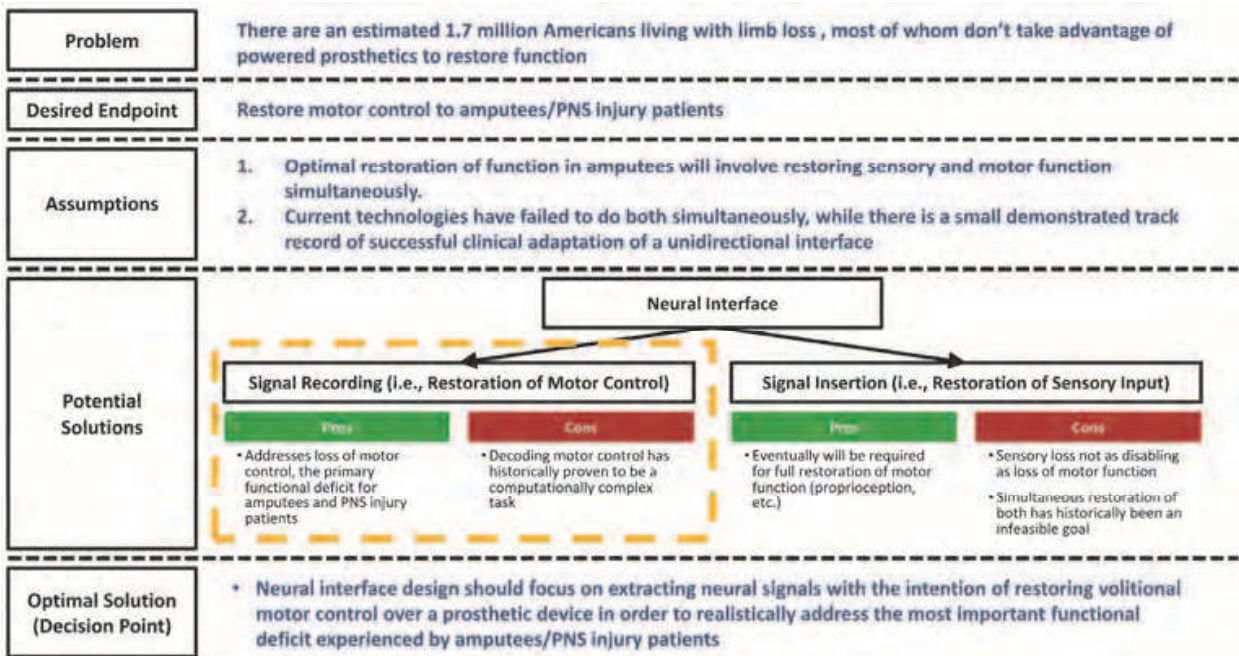 Problem
There are an estimated 1.7 million Americans living with limb loss , most of whom don't take advantage of
powered prosthetics to restore function
Desired Endpoint
Restore motor control to amputees/PNS injury patients
Assumptions
1. Optimal restoration of function in amputees will involve restoring sensory and motor function
simultaneously.
2. Current technologies have failed to do both simultaneously, while there is a small demonstrated track
record of successful clinical adaptation of a unidirectional interface
Potential
Solutions
Neural Interface
Signal Recording (i.e., Restoration of Motor Control)
Pros
• Addresses loss of motor
control, the primary
functional deficit for
amputees and PNS injury
patients
Cons
• Decoding motor control has
historically proven to be a
computationally complex
task
Signal Insertion (i.e., Restoration of Sensory Input)
Pros
• Eventually will be required
for full restoration of motor
function (proprioception,
etc.)
Cons
• Sensory loss not as disabling
as loss of motor function
• Simultaneous restoration of
both has historically been an
infeasible goal
Optimal Solution
(Decision Point)
• Neural interface design should focus on extracting neural signals with the intention of restoring volitional
motor control over a prosthetic device in order to realistically address the most important functional
deficit experienced by amputees/PNS injury patients